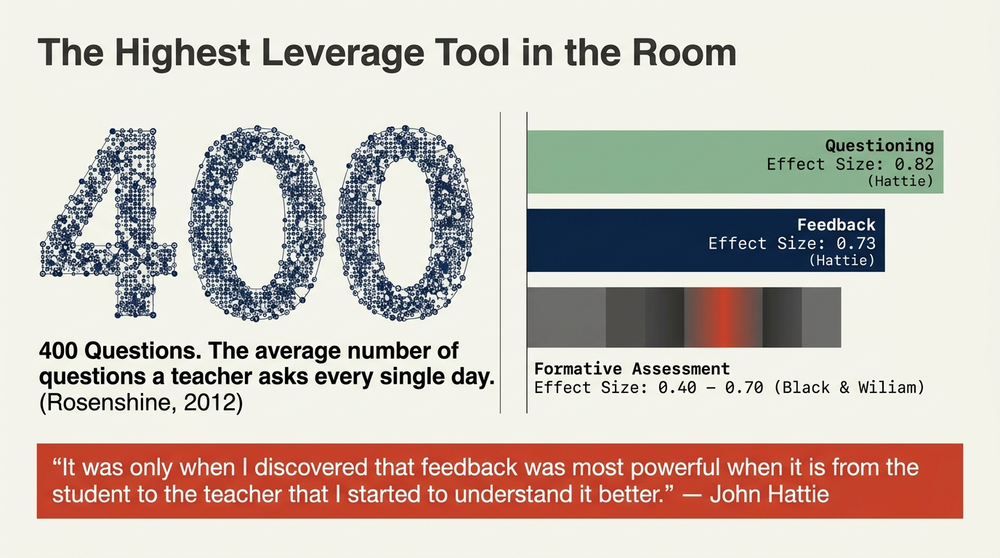 The Highest Leverage Tool in the Room
400
400 Questions. The average number of
questions a teacher asks every single day.
(Rosenshine, 2012)
Questioning
Effect Size: 0.82
(Hattie)
Feedback
Effect Size: 0.73
(Hattie)
Formative Assessment
Effect Size: 0.40 – 0.70 (Black & Wiliam)
“It was only when I discovered that feedback was most powerful when it is from the
student to the teacher that I started to understand it better.” — John Hattie